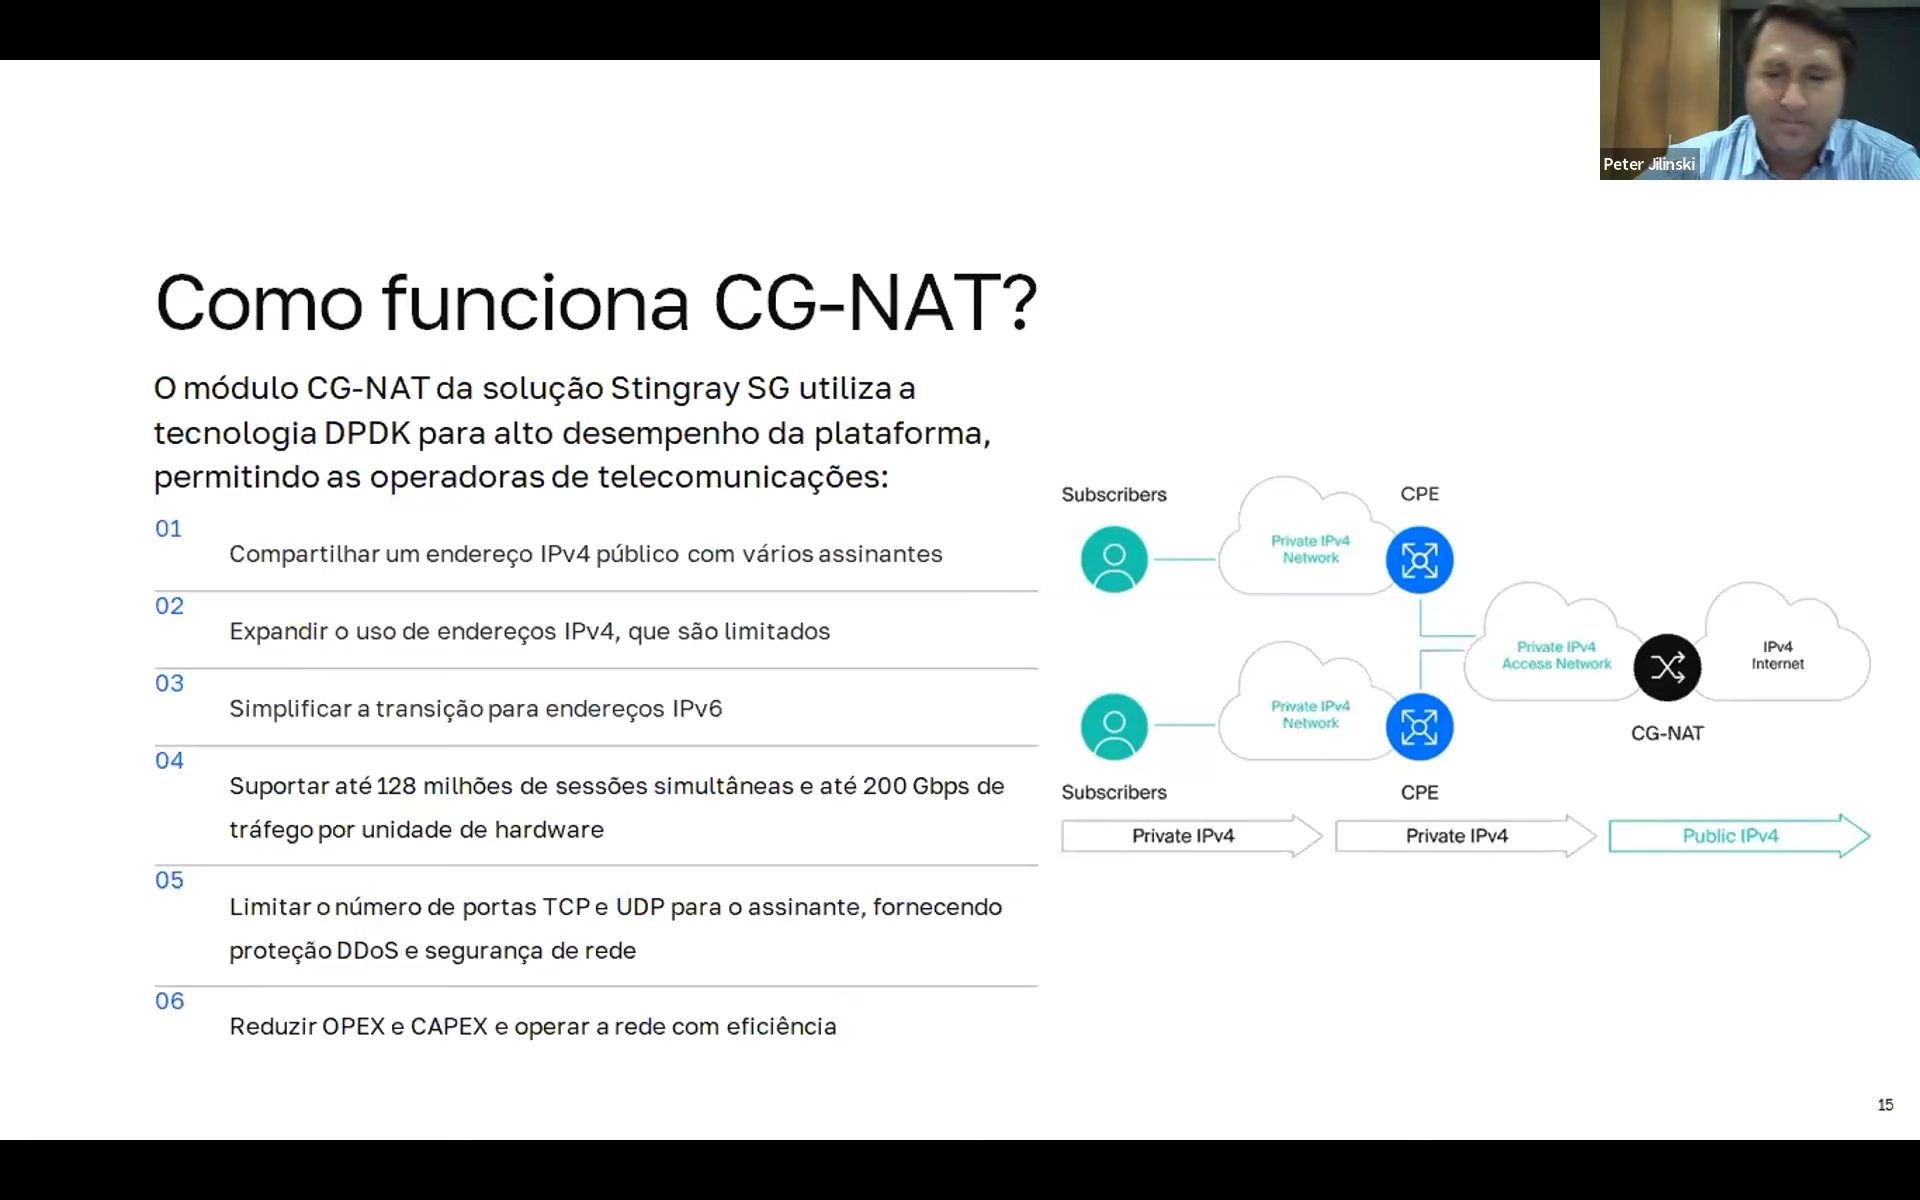 Peter Jilinski
Como funciona CG-NAT?
O módulo CG-NAT da solução Stingray SG utiliza a
tecnologia DPDK para alto desempenho da plataforma,
permitindo as operadoras de telecomunicações:
01
Compartilhar um endereço IPv4 público com vários assinantes
02
Expandir o uso de endereços IPv4, que são limitados
03
Simplificar a transição para endereços IPv6
04
Suportar até 128 milhões de sessões simultâneas e até 200 Gbps de
tráfego por unidade de hardware
05
Limitar o número de portas TCP e UDP para o assinante, fornecendo
proteção DDoS e segurança de rede
06
Reduzir OPEX e CAPEX e operar a rede com eficiência
Subscribers
CPE
Private IPv4
Network
Private IPv4
Access Network
IPv4
Internet
Private IPv4
Network
CG-NAT
Subscribers
CPE
Private IPv4
Private IPv4
Public IPv4
15